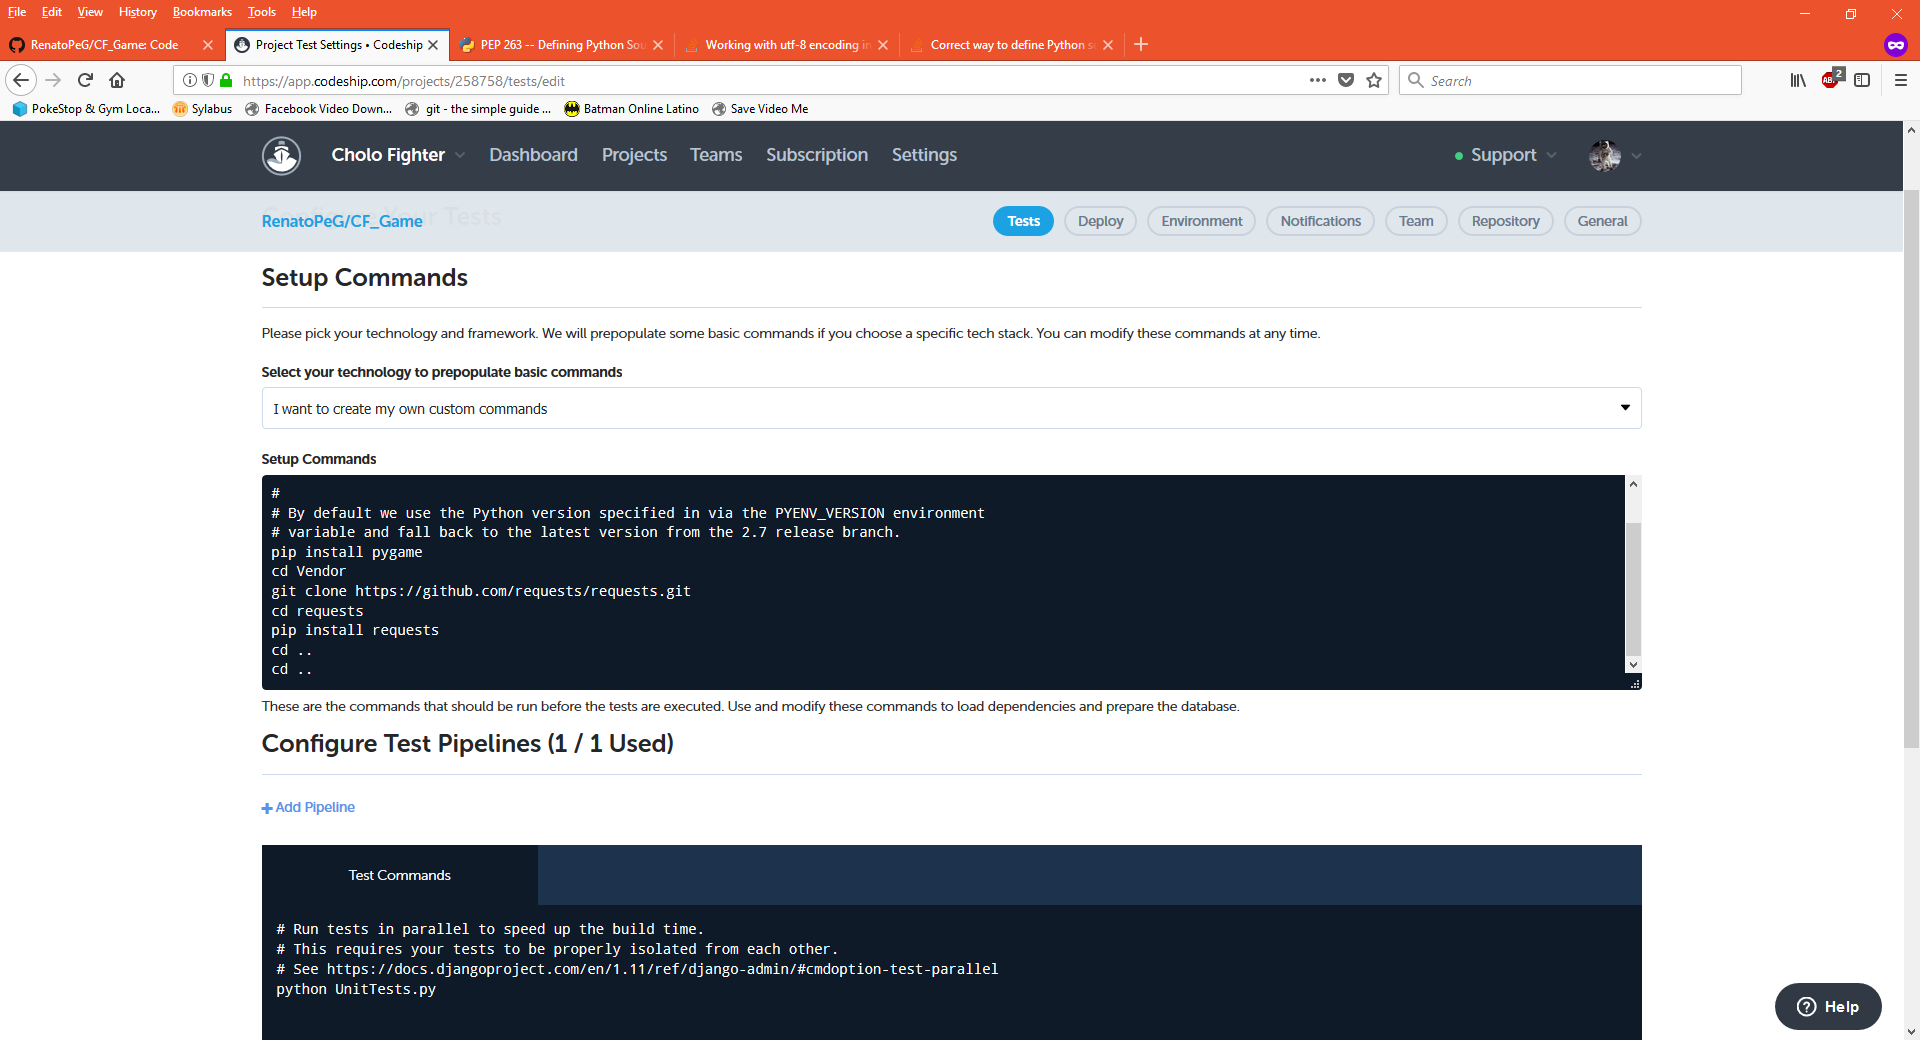 File Edit View History Bookmarks Tools Help
RenatoPeG/CF_Game: Code
Project Test Settings • Codeship
PEP 263 -- Defining Python Sou
Working with utf-8 encoding in
Correct way to define Python s
https://app.codeship.com/projects/258758/tests/edit
Search
ABP
2
PokeStop & Gym Loca...
Sylabus
Facebook Video Down...
git - the simple guide ...
Batman Online Latino
Save Video Me
Cholo Fighter
Dashboard
Projects
Teams
Subscription
Settings
Support
Configure Your Tests
RenatoPeG/CF_Game
Tests
Deploy
Environment
Notifications
Team
Repository
General
Setup Commands
Please pick your technology and framework. We will prepopulate some basic commands if you choose a specific tech stack. You can modify these commands at any time.
Select your technology to prepopulate basic commands
I want to create my own custom commands
Setup Commands
#
# By default we use the Python version specified in via the PYENV_VERSION environment
# variable and fall back to the latest version from the 2.7 release branch.
pip install pygame
cd Vendor
git clone https://github.com/requests/requests.git
cd requests
pip install requests
cd ..
cd ..
These are the commands that should be run before the tests are executed. Use and modify these commands to load dependencies and prepare the database.
Configure Test Pipelines (1 / 1 Used)
Add Pipeline
Test Commands
# Run tests in parallel to speed up the build time.
# This requires your tests to be properly isolated from each other.
# See https://docs.djangoproject.com/en/1.11/ref/django-admin/#cmdoption-test-parallel
python UnitTests.py
Help